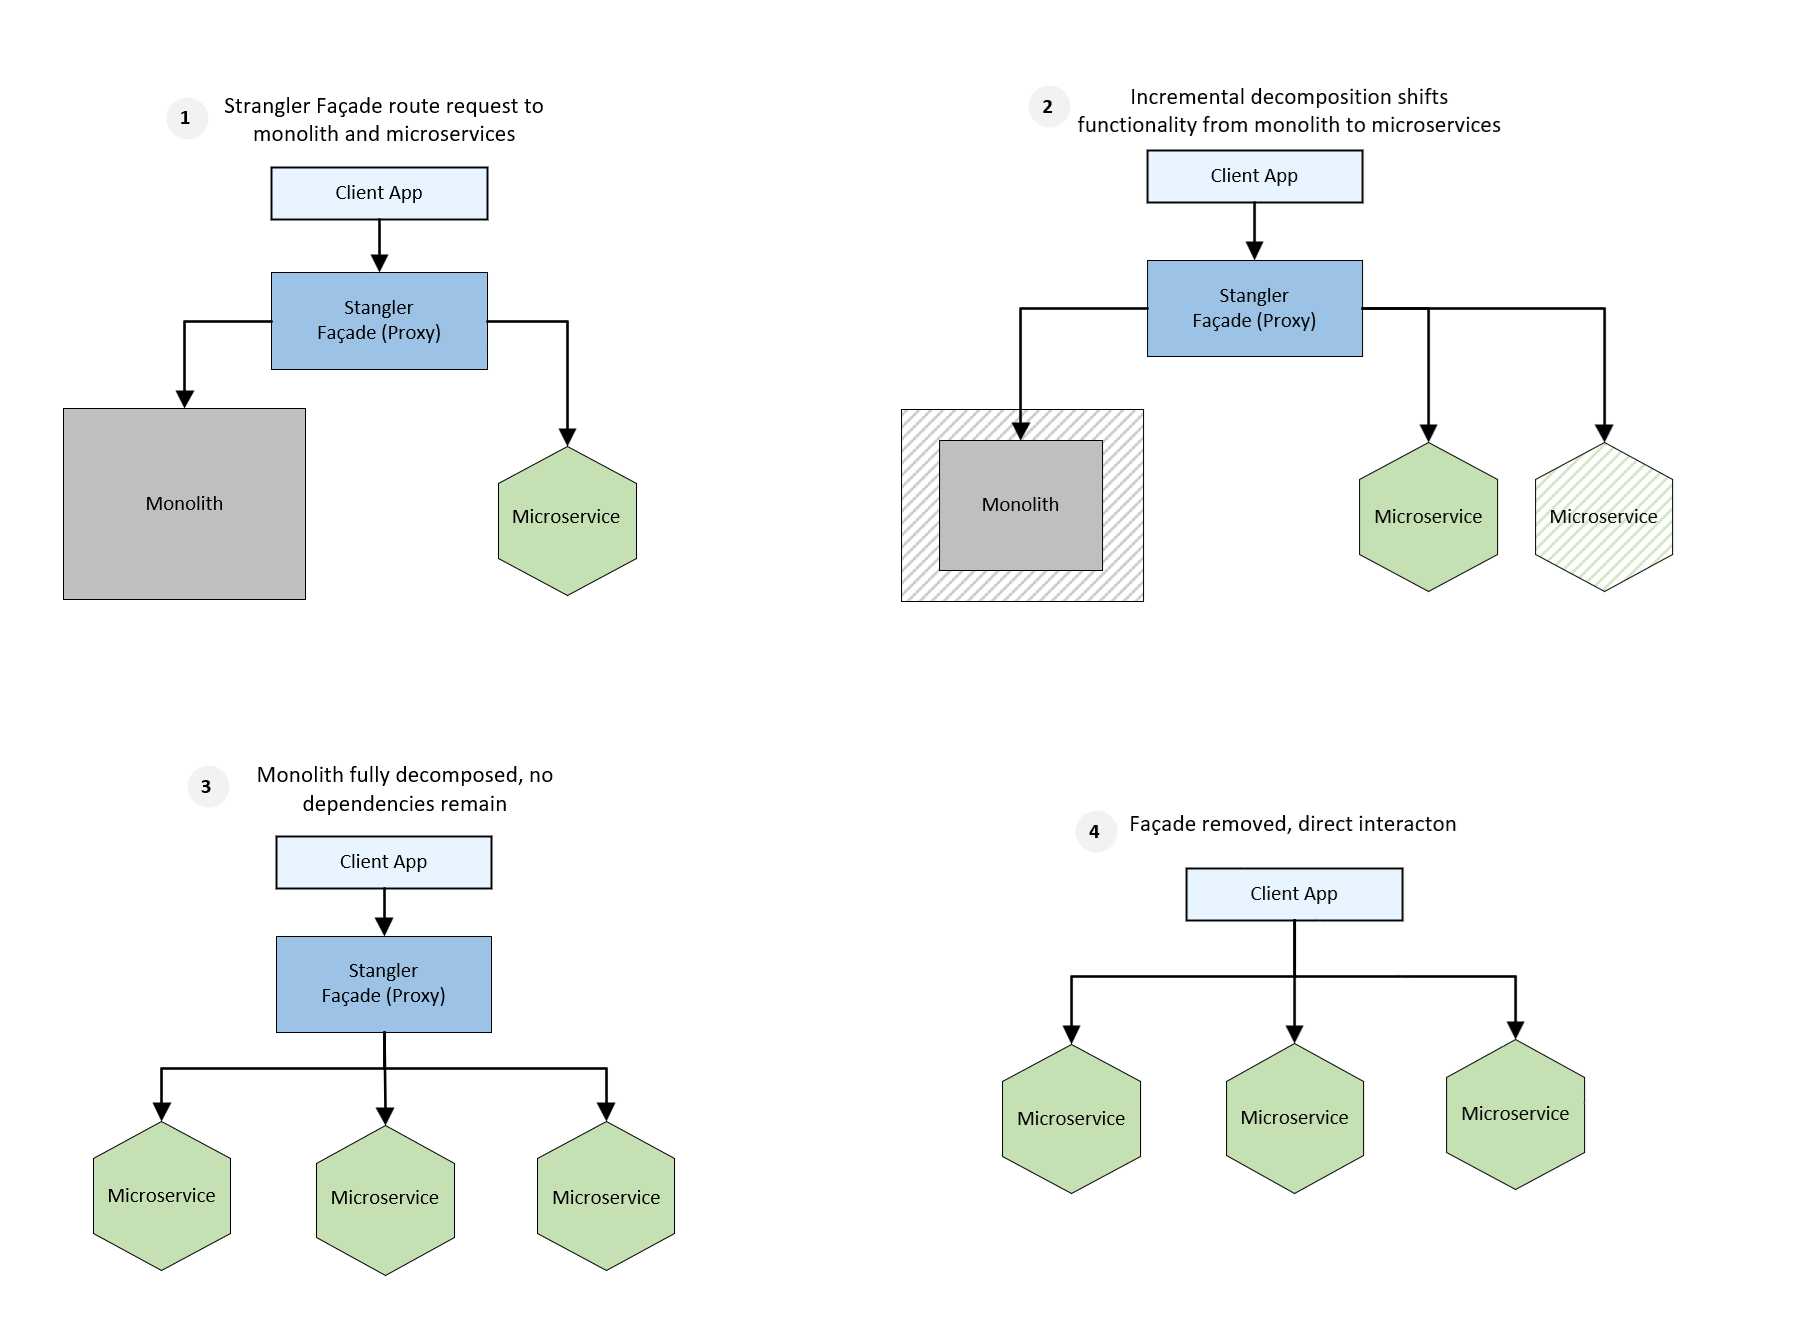 1
Strangler Façade route request to
monolith and microservices
Client App
Stangler
Façade (Proxy)
Monolith
Microservice
2
Incremental decomposition shifts
functionality from monolith to microservices
Client App
Stangler
Façade (Proxy)
Monolith
Microservice
Microservice
3
Monolith fully decomposed, no
dependencies remain
Client App
Stangler
Façade (Proxy)
Microservice
Microservice
Microservice
4
Façade removed, direct interacton
Client App
Microservice
Microservice
Microservice